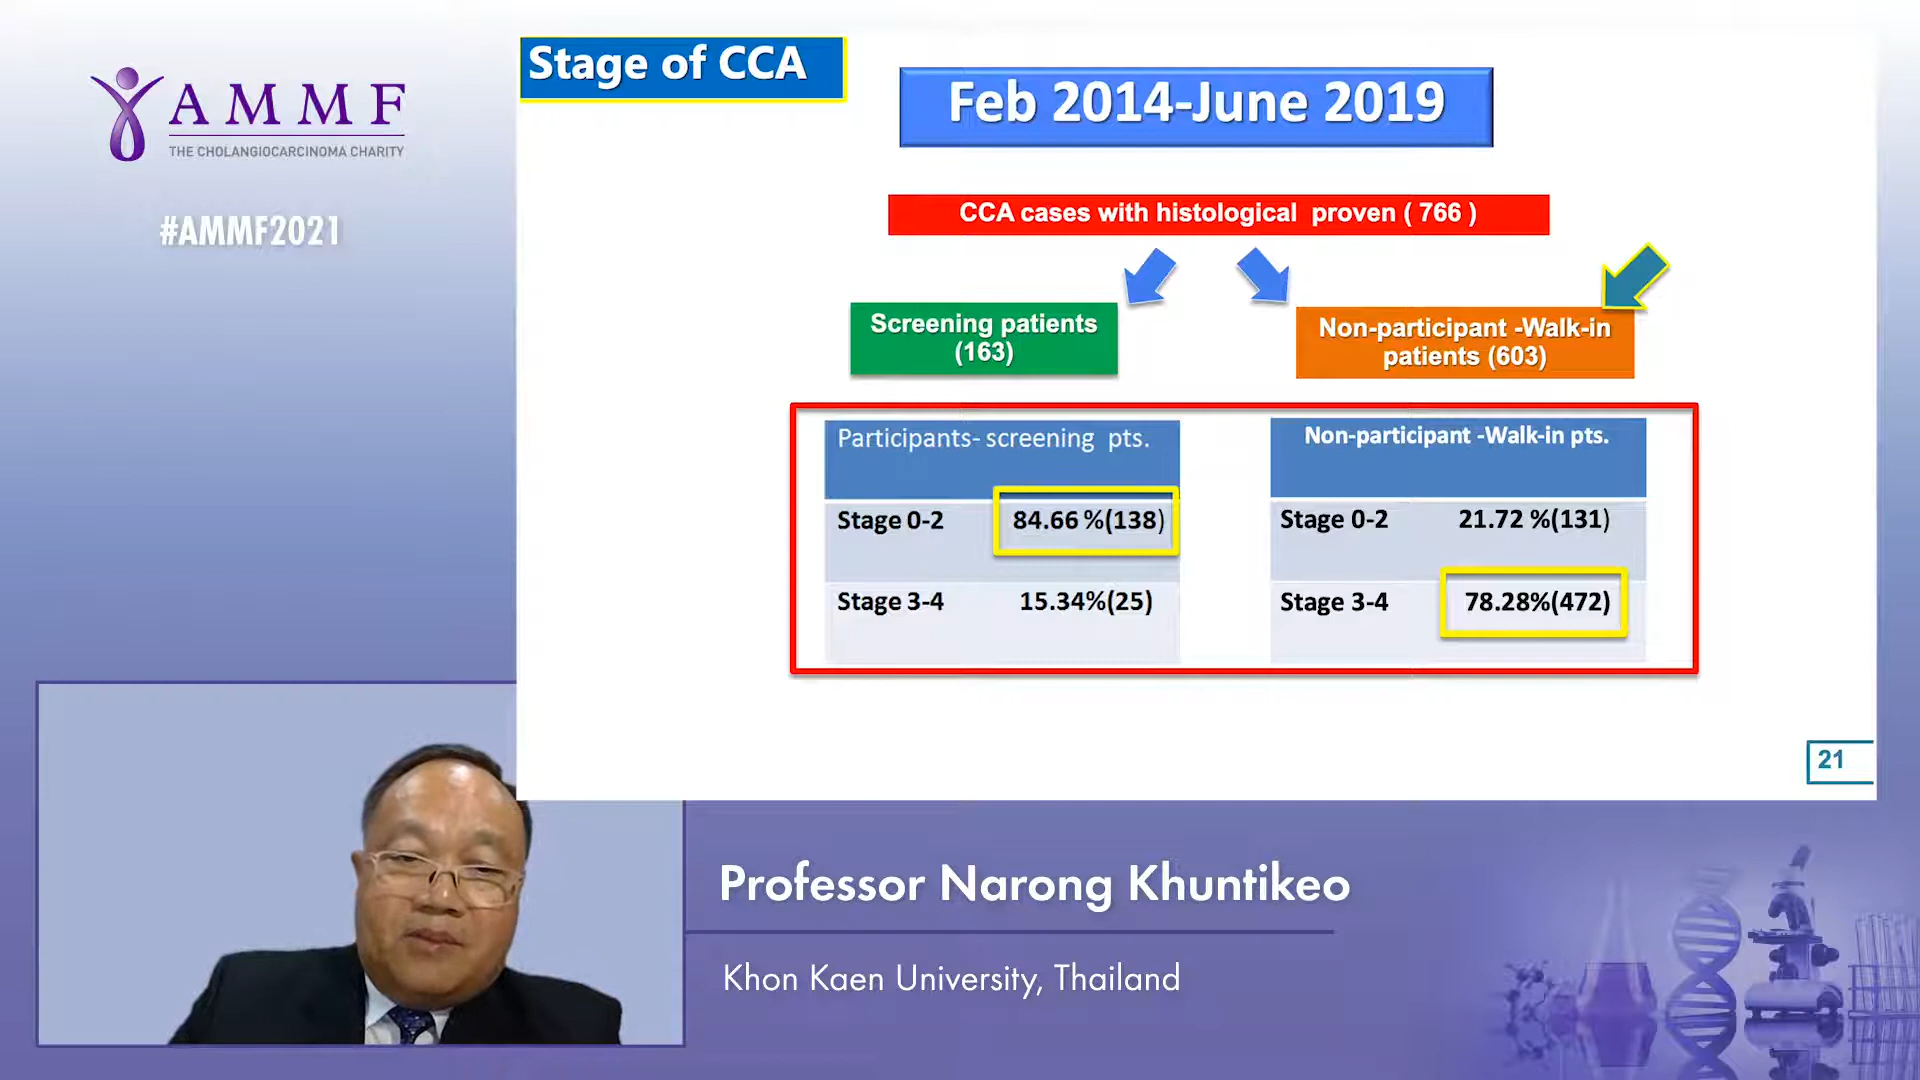 AMMF
THE CHOLANGIOCARCINOMA CHARITY
#AMMF2021
Stage of CCA
Feb 2014-June 2019
CCA cases with histological proven ( 766 )
Screening patients
(163)
Non-participant -Walk-in
patients (603)
Participants- screening pts.
Stage 0-2 84.66 %(138)
Stage 3-4 15.34%(25)
Non-participant -Walk-in pts.
Stage 0-2 21.72 %(131)
Stage 3-4 78.28%(472)
21
Professor Narong Khuntikeo
Khon Kaen University, Thailand